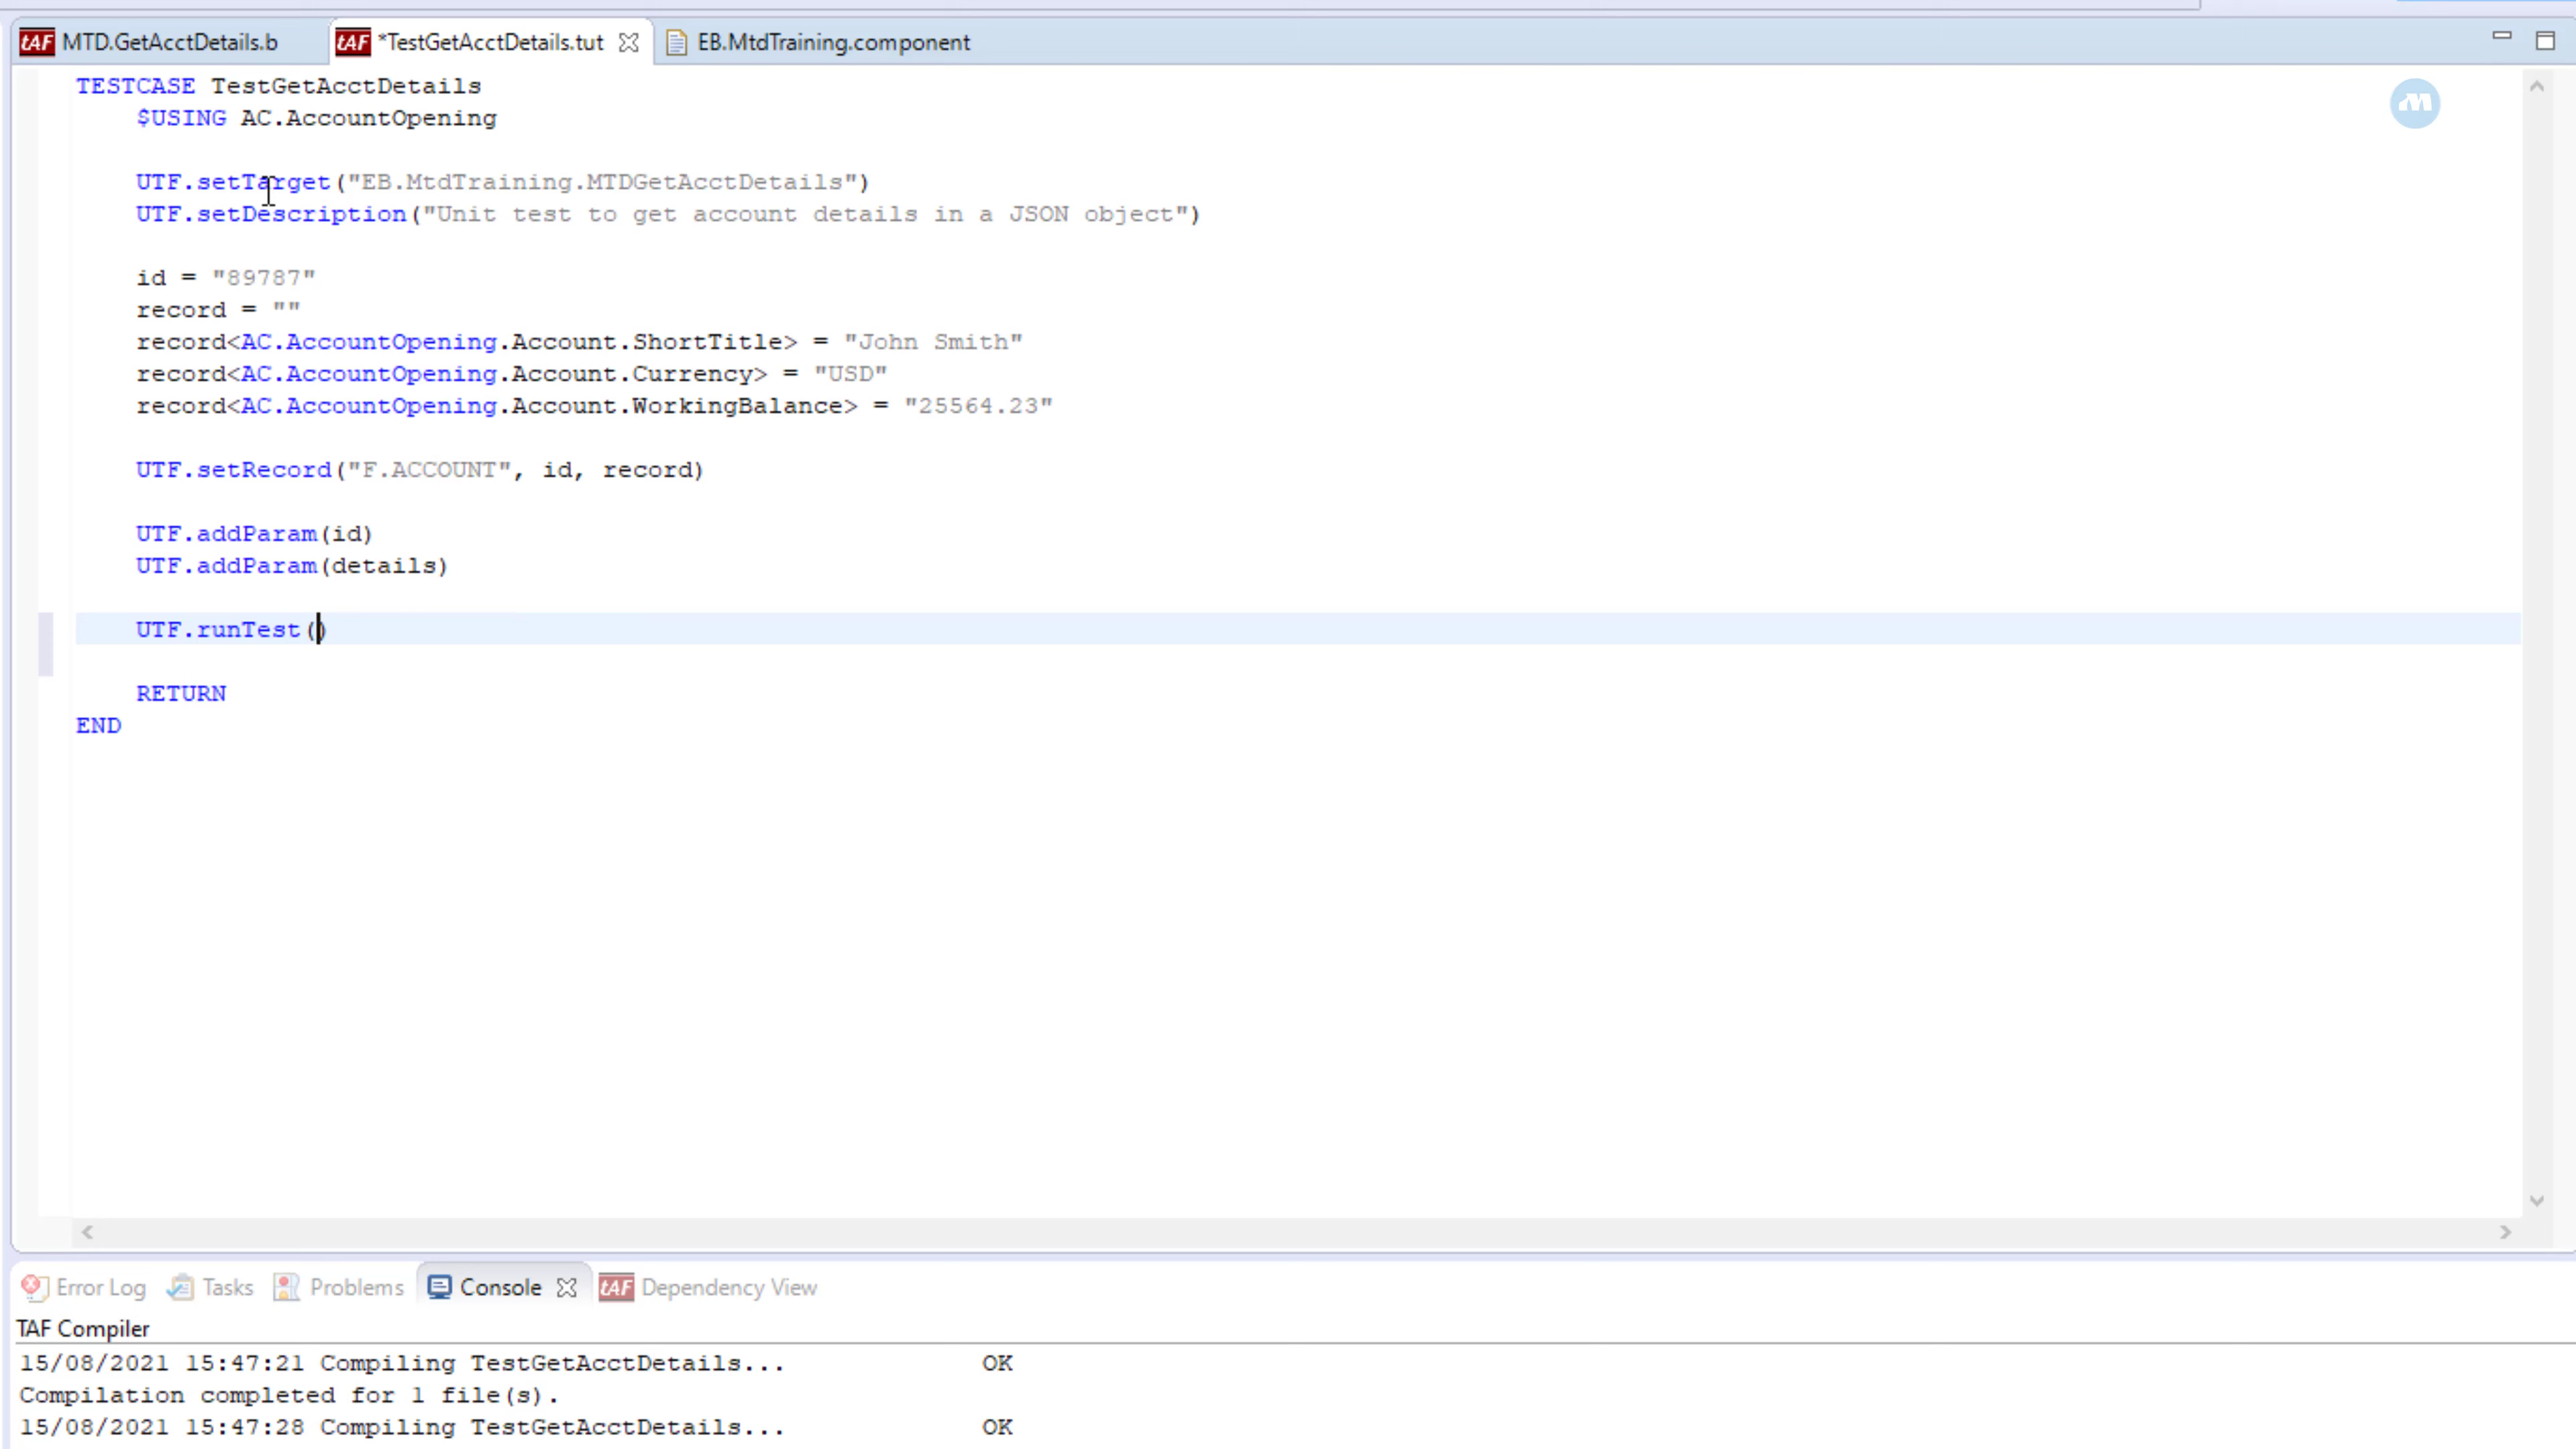 tAF MTD.GetAcctDetails.b tAF *TestGetAcctDetails.tut EB.MtdTraining.component
TESTCASE TestGetAcctDetails
$USING AC.AccountOpening
UTF.setTarget("EB.MtdTraining.MTDGetAcctDetails")
UTF.setDescription("Unit test to get account details in a JSON object")
id = "89787"
record = ""
record<AC.AccountOpening.Account.ShortTitle> = "John Smith"
record<AC.AccountOpening.Account.Currency> = "USD"
record<AC.AccountOpening.Account.WorkingBalance> = "25564.23"
UTF.setRecord("F.ACCOUNT", id, record)
UTF.addParam(id)
UTF.addParam(details)
UTF.runTest()
RETURN
END
Error Log Tasks Problems Console tAF Dependency View
TAF Compiler
15/08/2021 15:47:21 Compiling TestGetAcctDetails... OK
Compilation completed for 1 file(s).
15/08/2021 15:47:28 Compiling TestGetAcctDetails... OK